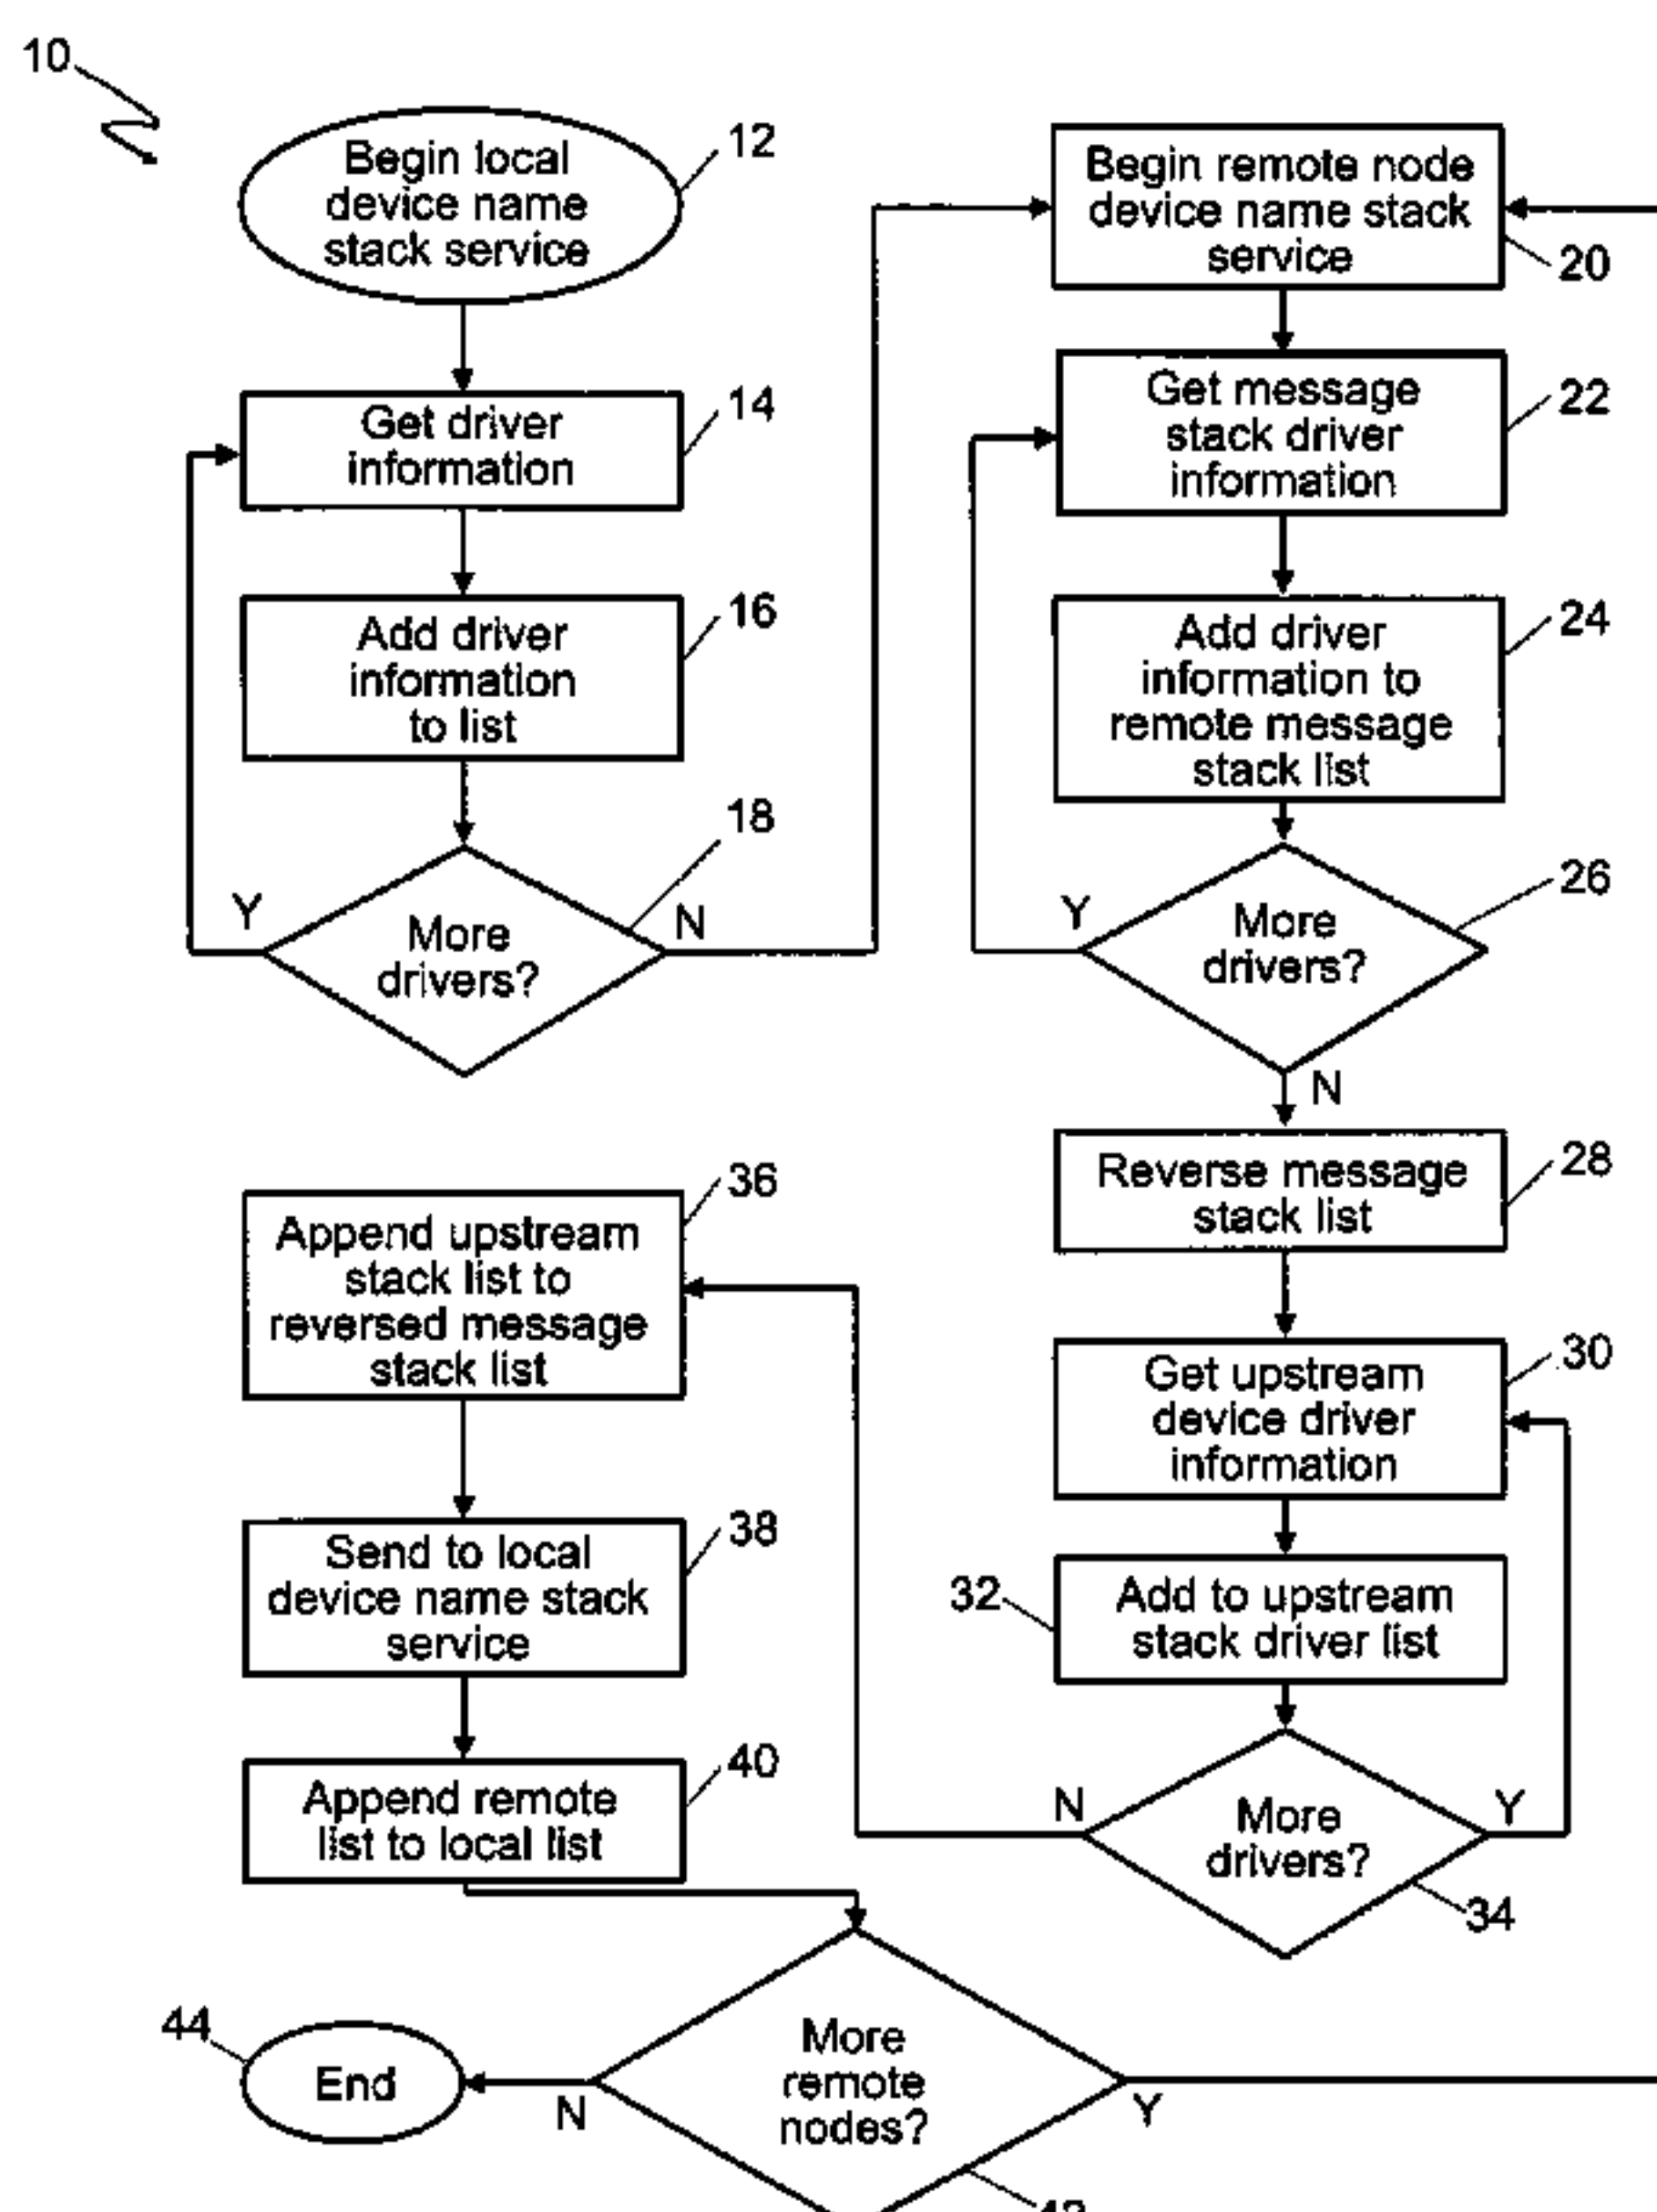 10
Begin local
device name
stack service
12
Get driver
information
14
Add driver
information
to list
16
More
drivers?
18
Y
N
Begin remote node
device name stack
service
20
Get message
stack driver
information
22
Add driver
information to
remote message
stack list
24
More
drivers?
26
Y
N
Reverse message
stack list
28
Get upstream
device driver
information
30
Add to upstream
stack driver list
32
More
drivers?
34
N
Y
Append upstream
stack list to
reversed message
stack list
36
Send to local
device name stack
service
38
Append remote
list to local list
40
More
remote
nodes?
N
Y
End
44